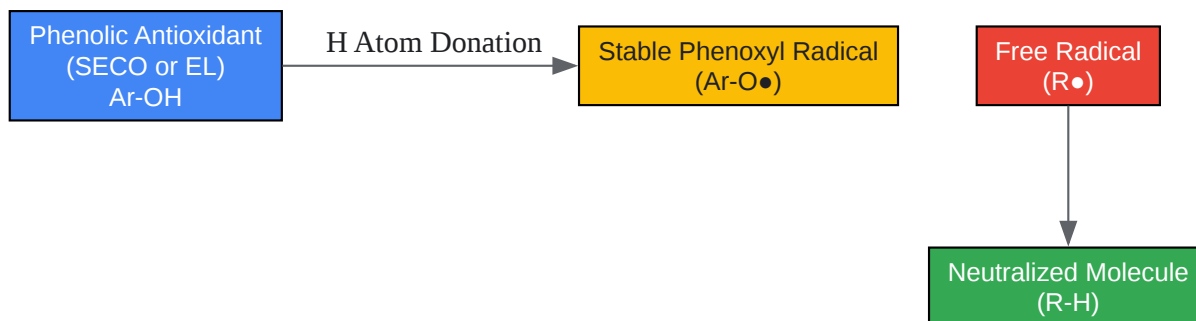 Phenolic Antioxidant
(SECO or EL)
Ar-OH
H Atom Donation
Stable Phenoxyl Radical
(Ar-O●)
Free Radical
(R●)
Neutralized Molecule
(R-H)